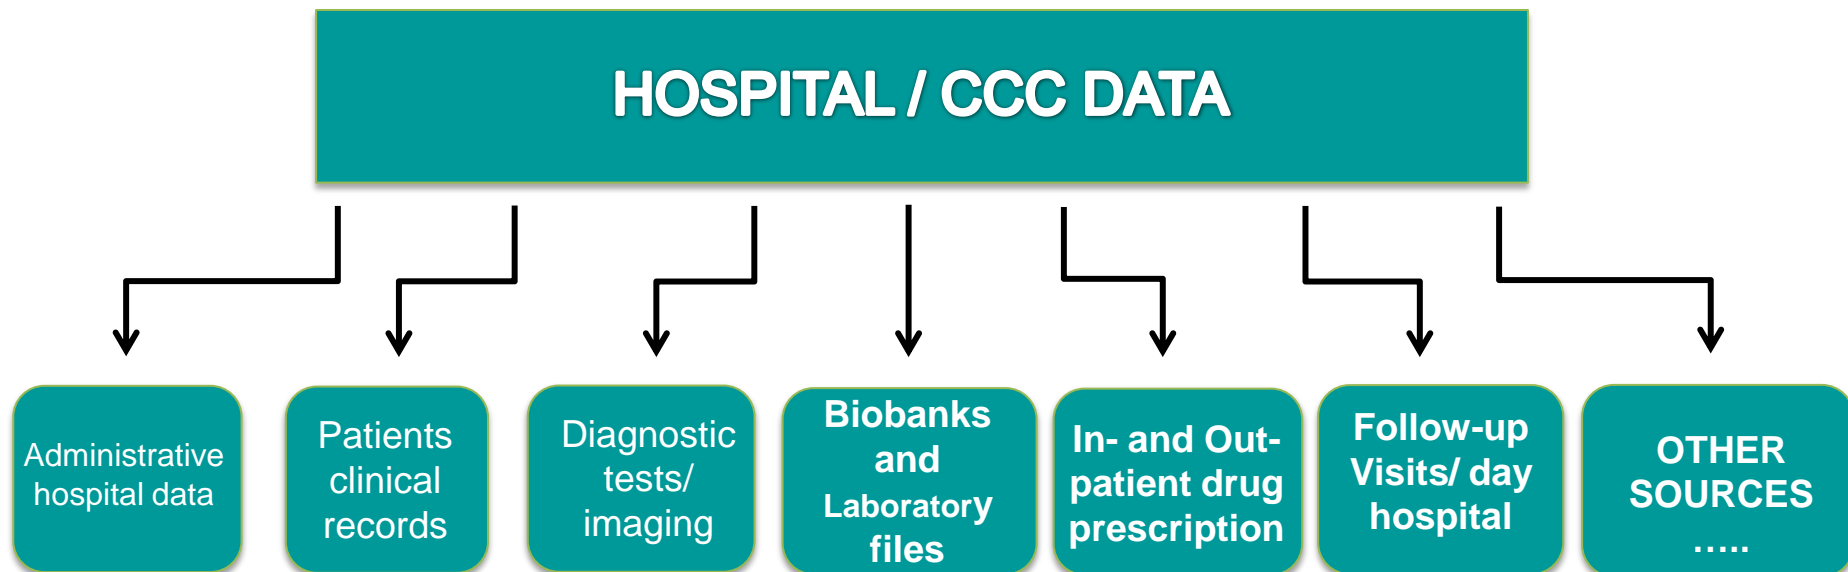 HOSPITAL / CCC DATA
Administrative
hospital data
Patients
clinical
records
Diagnostic
tests/
imaging
Biobanks
and
Laboratory
files
In- and Out-
patient drug
prescription
Follow-up
Visits/ day
hospital
OTHER
SOURCES
…..